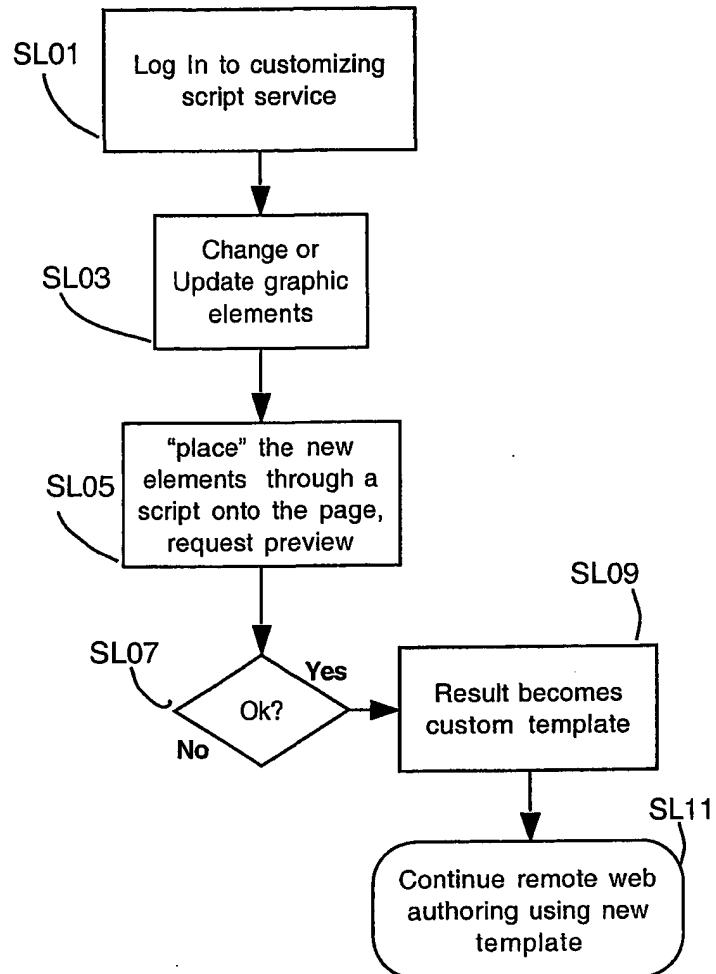 SL01
Log In to customizing
script service
SL03
Change or
Update graphic
elements
SL05
“place” the new
elements through a
script onto the page,
request preview
SL07
Ok?
Yes
No
SL09
Result becomes
custom template
SL11
Continue remote web
authoring using new
template